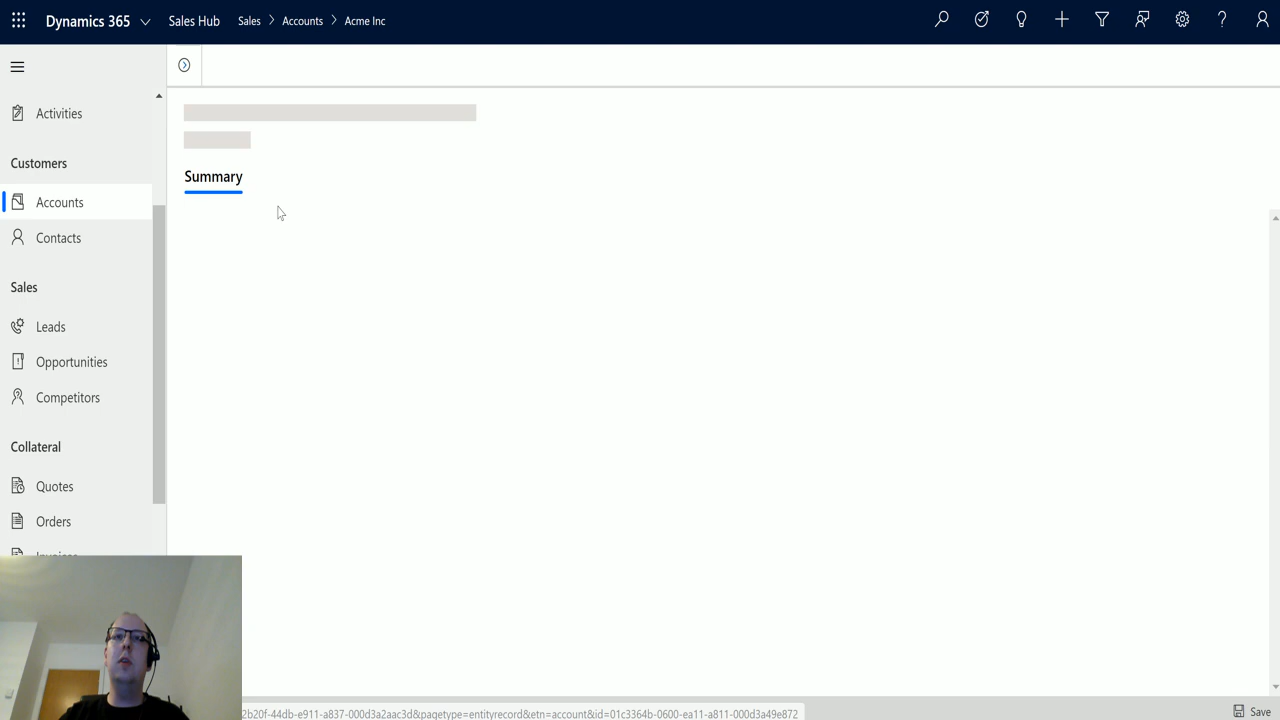 Dynamics 365 Sales Hub Sales Accounts Acme Inc
Activities
Customers
Accounts
Contacts
Sales
Leads
Opportunities
Competitors
Collateral
Quotes
Orders
Invoices
Summary
2b20f-44db-e911-a837-000d3a2aac3d&pagetype=entityrecord&etn=account&id=01c3364b-0600-ea11-a811-000d3a49e872
Save